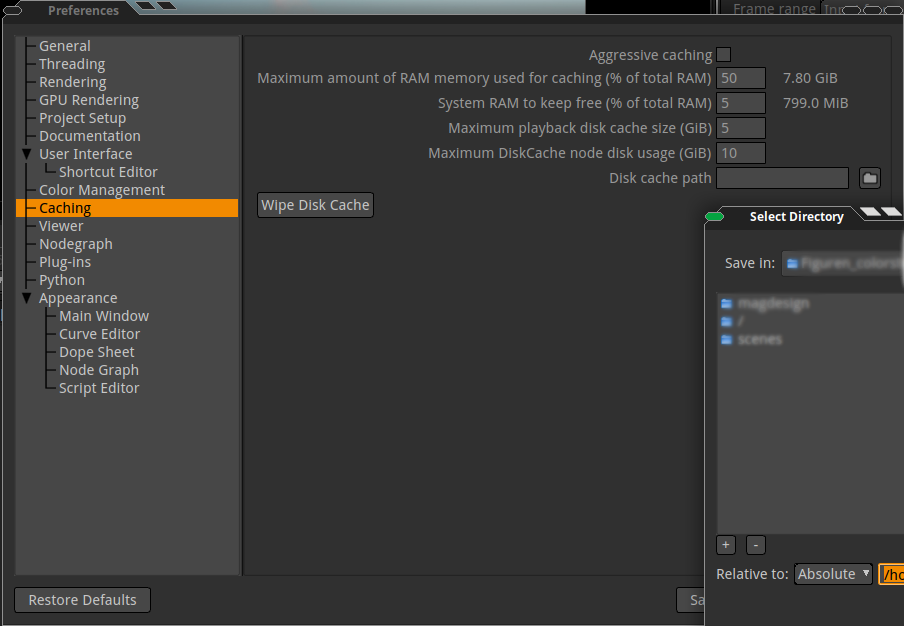 Preferences
Frame range
General
Threading
Rendering
GPU Rendering
Project Setup
Documentation
User Interface
Shortcut Editor
Color Management
Caching
Viewer
Nodegraph
Plug-ins
Python
Appearance
Main Window
Curve Editor
Dope Sheet
Node Graph
Script Editor
Aggressive caching
Maximum amount of RAM memory used for caching (% of total RAM) 50 7.80 GiB
System RAM to keep free (% of total RAM) 5 799.0 MiB
Maximum playback disk cache size (GiB) 5
Maximum DiskCache node disk usage (GiB) 10
Disk cache path
Wipe Disk Cache
Select Directory
Save in: Figuren_colors
magdesign
/
scenes
+ -
Relative to: Absolute /ho
Restore Defaults
Sa